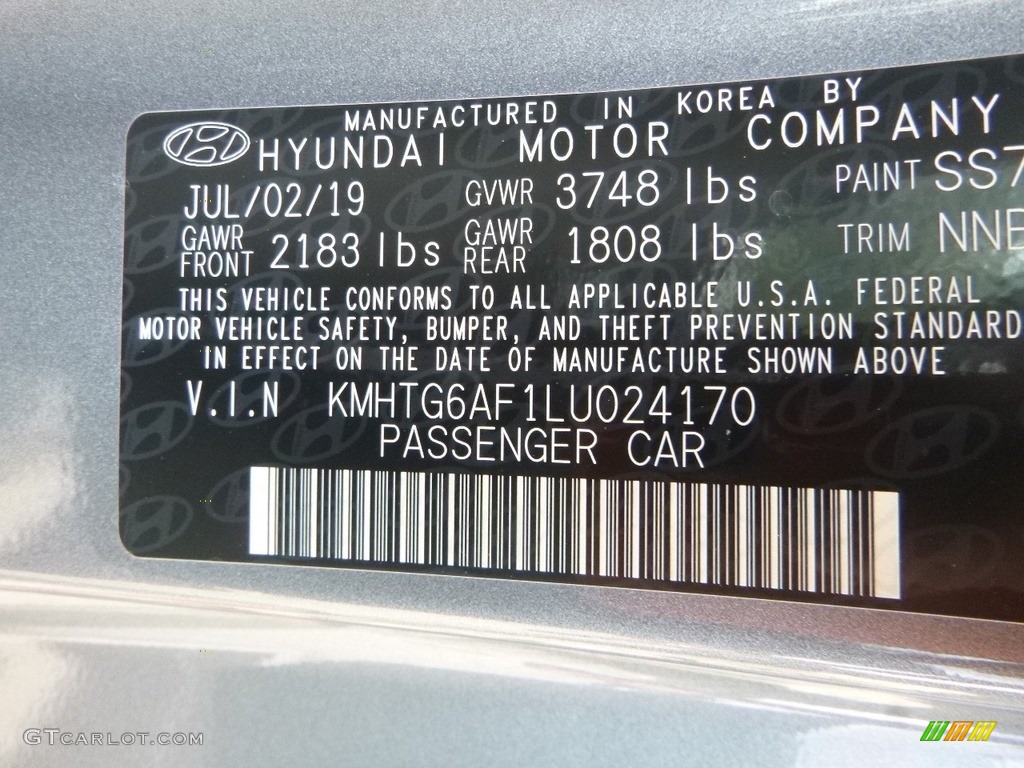 MANUFACTURED IN KOREA BY
HYUNDAI MOTOR COMPANY
JUL/02/19 GVWR 3748 lbs PAINT SS7
GAWR FRONT 2183 lbs GAWR REAR 1808 lbs TRIM NNB
THIS VEHICLE CONFORMS TO ALL APPLICABLE U.S.A. FEDERAL
MOTOR VEHICLE SAFETY, BUMPER, AND THEFT PREVENTION STANDARD
IN EFFECT ON THE DATE OF MANUFACTURE SHOWN ABOVE
V.I.N KMHTG6AF1LU024170
PASSENGER CAR
GTCARLOT.COM